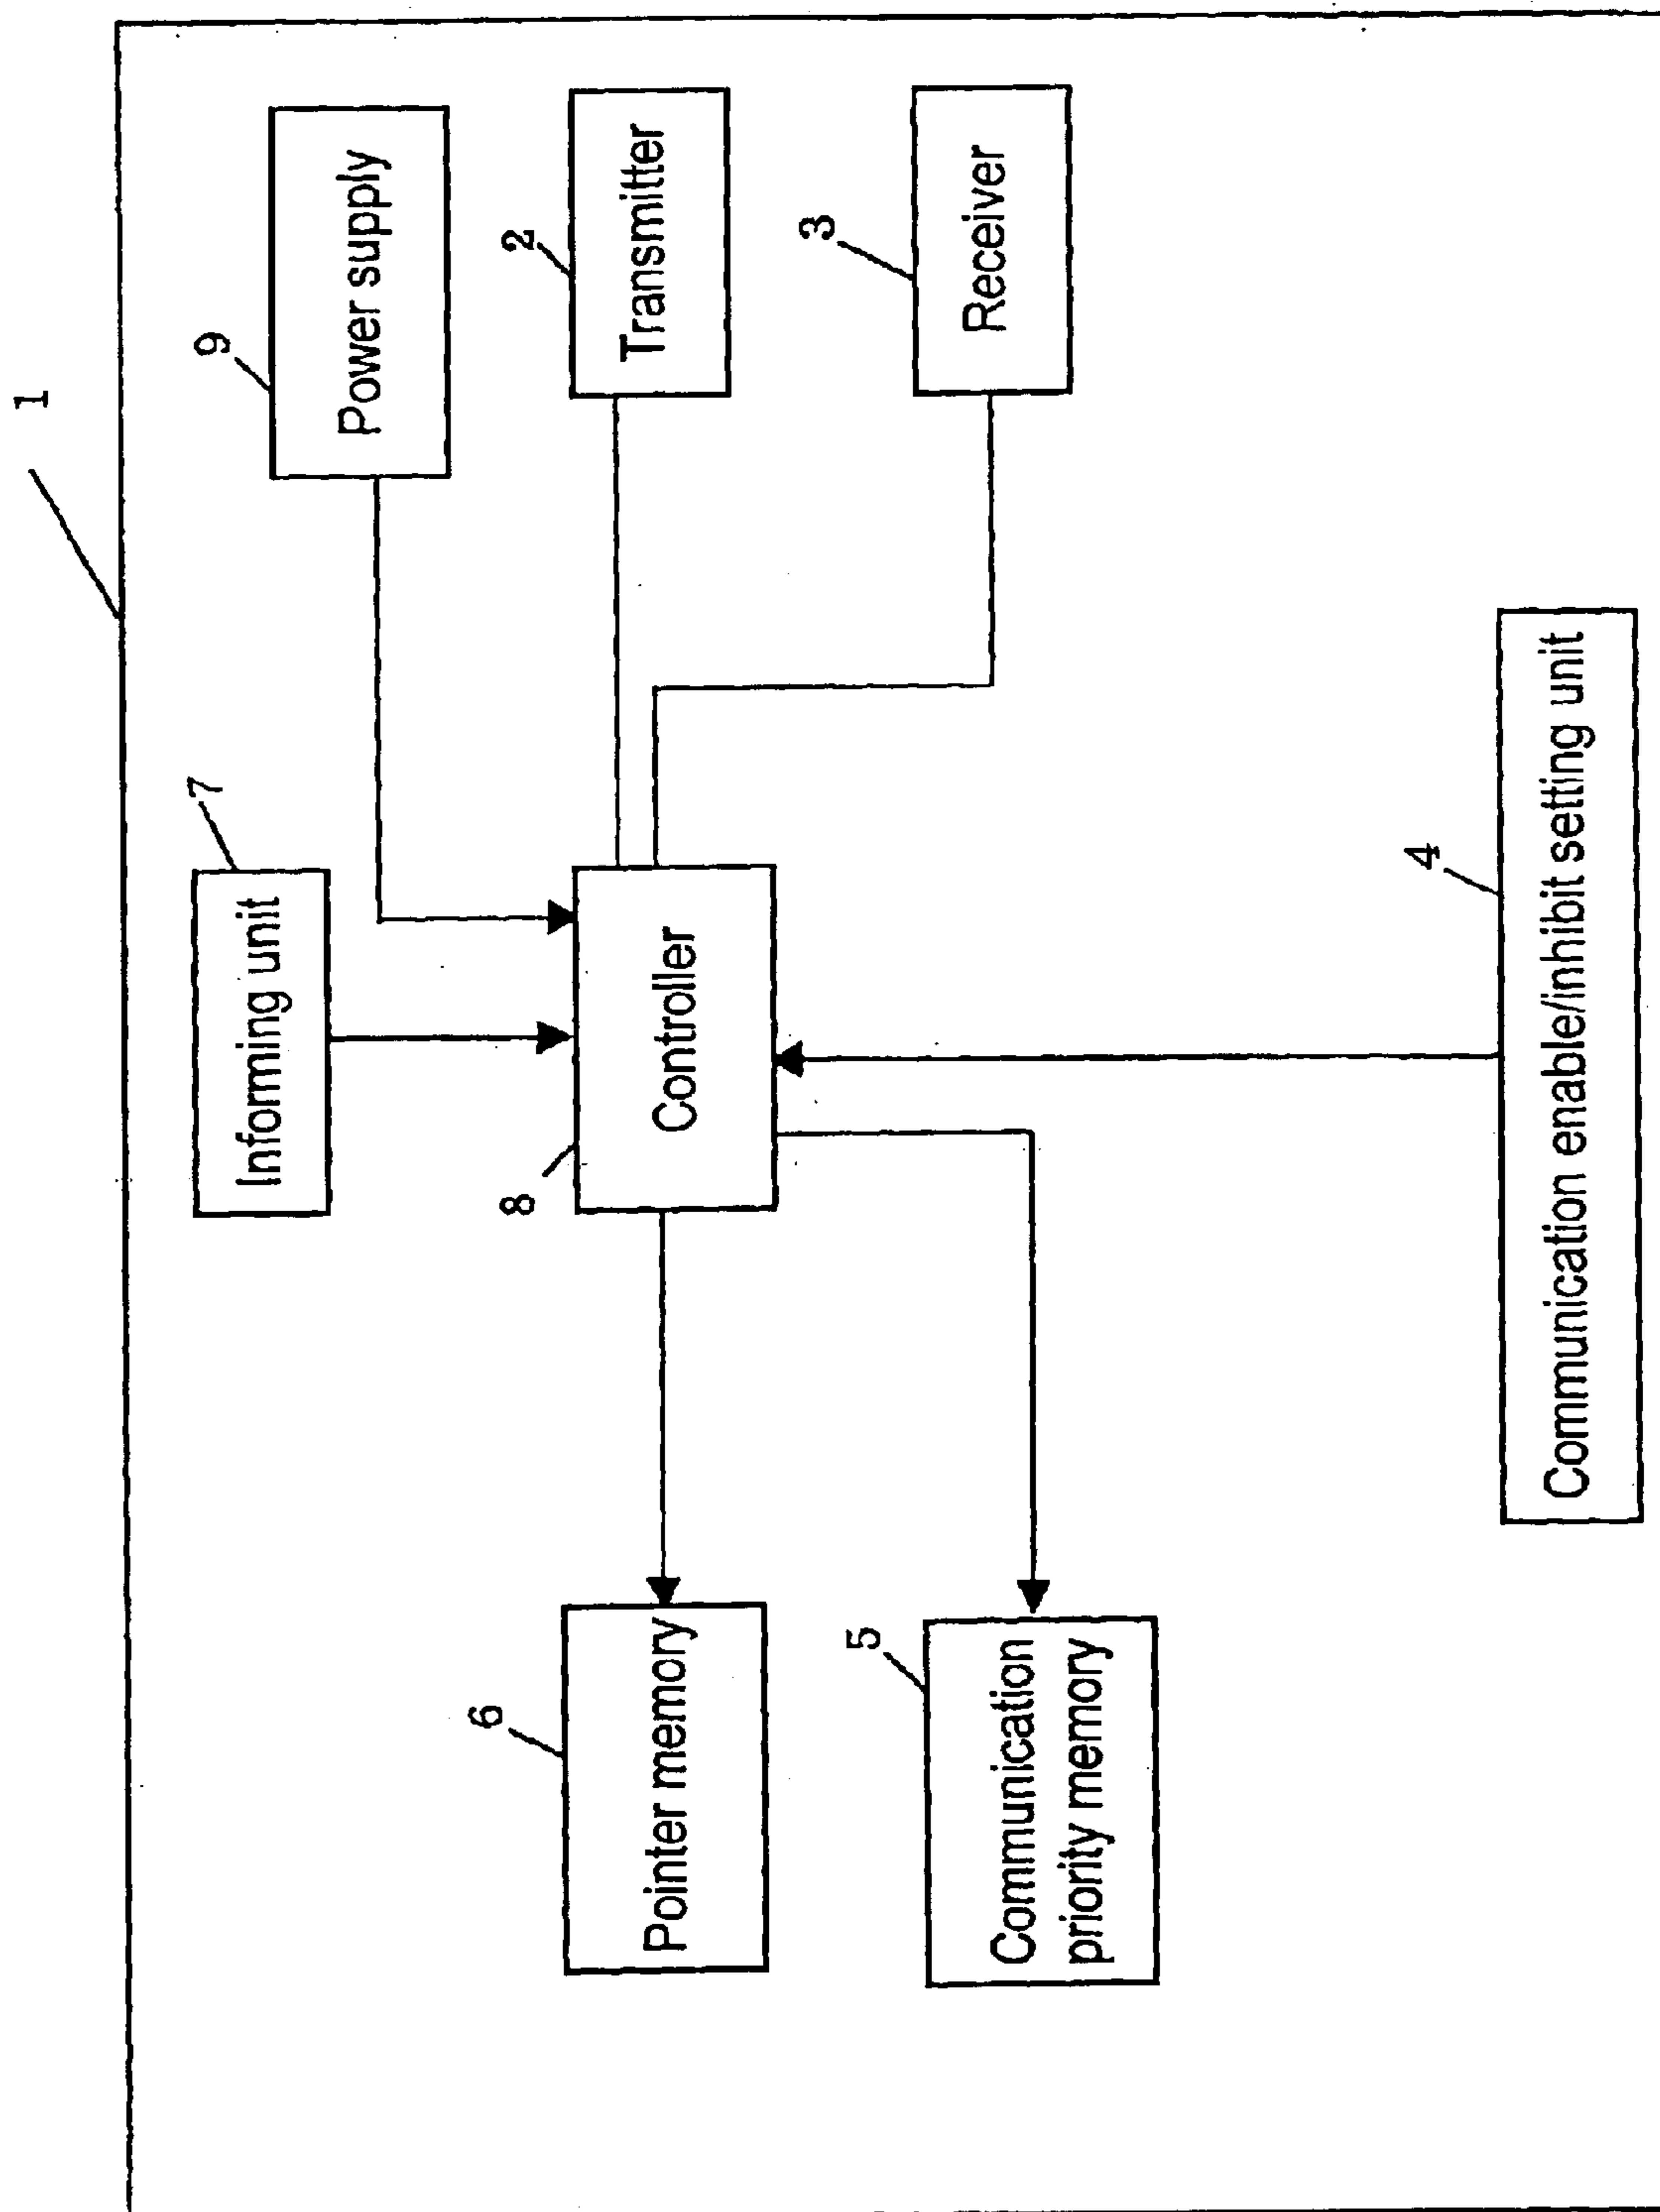 1
9
Power supply
2
Transmitter
3
Receiver
7
Informing unit
8
Controller
4
Communication enable/inhibit setting unit
6
Pointer memory
5
Communication
priority memory